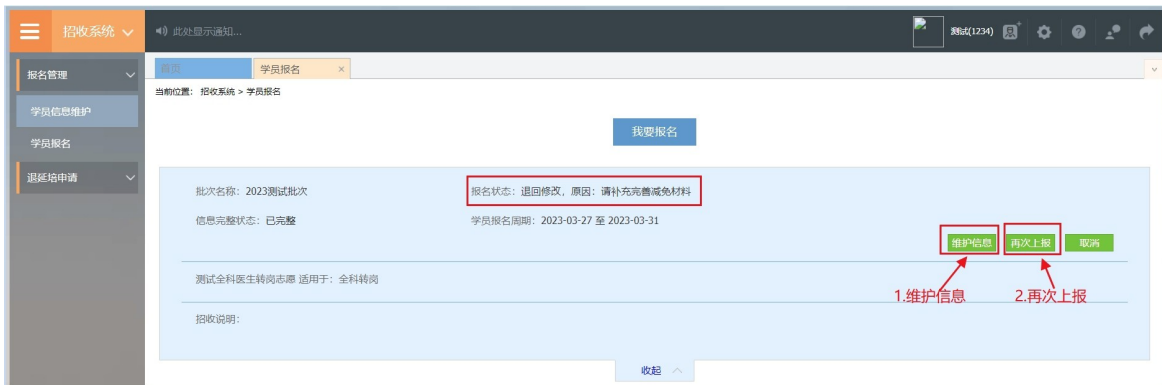 招收系统
此处显示通知...
测试(1234)
报名管理
首页
学员报名
当前位置： 招收系统 > 学员报名
学员信息维护
我要报名
学员报名
退延培申请
批次名称：2023测试批次
报名状态：退回修改，原因：请补充完善减免材料
信息完整状态：已完整
学员报名周期：2023-03-27 至 2023-03-31
维护信息
再次上报
取消
测试全科医生转岗志愿 适用于：全科转岗
1.维护信息
2.再次上报
招收说明：
收起